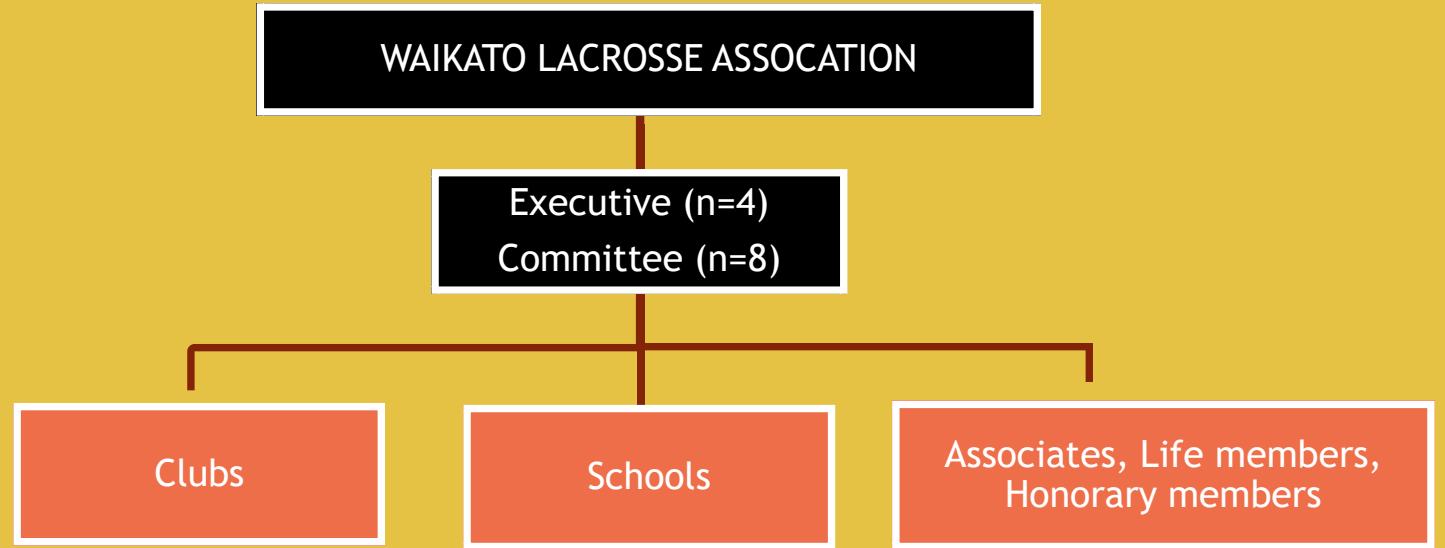 WAIKATO LACROSSE ASSOCATION
Executive (n=4)
Committee (n=8)
Clubs
Schools
Associates, Life members,
Honorary members